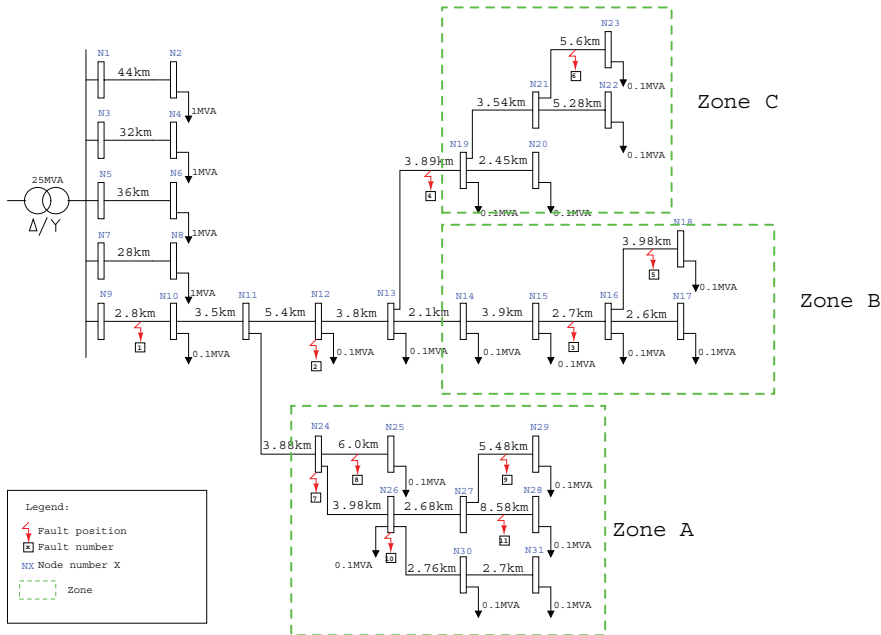 N23
5.6km
6
0.1MVA
N1
N2
44km
1MVA
N21
N22
3.54km
5.28km
0.1MVA
Zone C
N3
N4
32km
1MVA
N19
N20
3.89km
2.45km
4
0.1MVA
0.1MVA
25MVA
Δ/Y
N5
N6
36km
1MVA
N7
N8
28km
1MVA
N18
3.98km
5
0.1MVA
Zone B
N9
N10
N11
N12
N13
N14
N15
N16
N17
2.8km
3.5km
5.4km
3.8km
2.1km
3.9km
2.7km
2.6km
1
0.1MVA
2
0.1MVA
0.1MVA
0.1MVA
0.1MVA
3
0.1MVA
0.1MVA
N24
N25
N29
3.88km
6.0km
5.48km
7
8
0.1MVA
9
0.1MVA
N26
N27
N28
3.98km
2.68km
8.58km
10
11
0.1MVA
0.1MVA
Zone A
N30
N31
2.76km
2.7km
0.1MVA
0.1MVA
Legend:
Fault position
x Fault number
NX Node number X
Zone